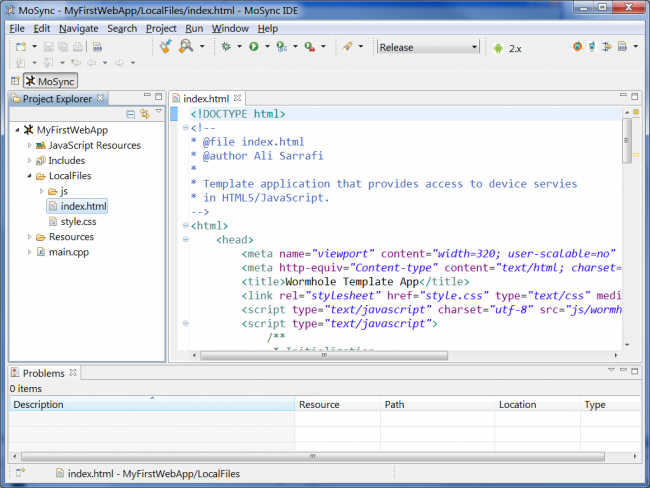 MoSync - MyFirstWebApp/LocalFiles/index.html - MoSync IDE
File Edit Navigate Search Project Run Window Help
Release
2.x
MoSync
Project Explorer
MyFirstWebApp
JavaScript Resources
Includes
LocalFiles
js
index.html
style.css
Resources
main.cpp
index.html
<!DOCTYPE html>
<!--
* @file index.html
* @author Ali Sarrafi
*
* Template application that provides access to device servies
* in HTML5/JavaScript.
-->
<html>
<head>
<meta name="viewport" content="width=320; user-scalable=no"
<meta http-equiv="Content-type" content="text/html; charset=
<title>Wormhole Template App</title>
<link rel="stylesheet" href="style.css" type="text/css" medi
<script type="text/javascript" charset="utf-8" src="js/wormh
<script type="text/javascript">
/**
* Initialization
Problems
0 items
Description Resource Path Location Type
index.html - MyFirstWebApp/LocalFiles